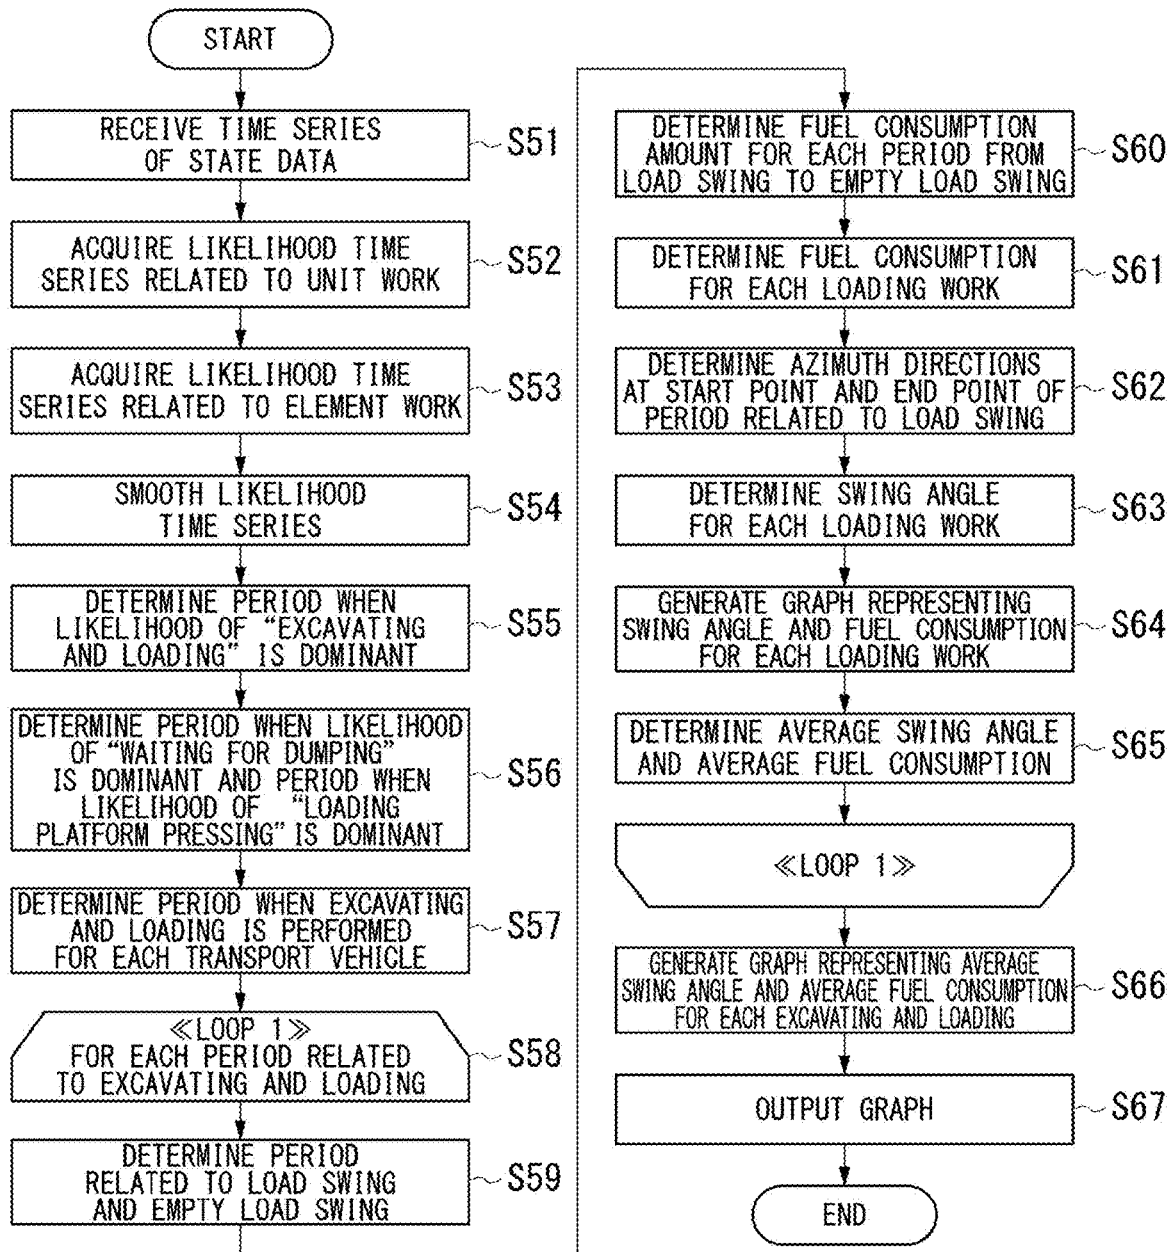 START
RECEIVE TIME SERIES
OF STATE DATA
S51
ACQUIRE LIKELIHOOD TIME
SERIES RELATED TO UNIT WORK
S52
ACQUIRE LIKELIHOOD TIME
SERIES RELATED TO ELEMENT WORK
S53
SMOOTH LIKELIHOOD
TIME SERIES
S54
DETERMINE PERIOD WHEN
LIKELIHOOD OF “EXCAVATING
AND LOADING” IS DOMINANT
S55
DETERMINE PERIOD WHEN LIKELIHOOD
OF “WAITING FOR DUMPING”
IS DOMINANT AND PERIOD WHEN
LIKELIHOOD OF “LOADING
PLATFORM PRESSING” IS DOMINANT
S56
DETERMINE PERIOD WHEN EXCAVATING
AND LOADING IS PERFORMED
FOR EACH TRANSPORT VEHICLE
S57
≪LOOP 1≫
FOR EACH PERIOD RELATED
TO EXCAVATING AND LOADING
S58
DETERMINE PERIOD
RELATED TO LOAD SWING
AND EMPTY LOAD SWING
S59
DETERMINE FUEL CONSUMPTION
AMOUNT FOR EACH PERIOD FROM
LOAD SWING TO EMPTY LOAD SWING
S60
DETERMINE FUEL CONSUMPTION
FOR EACH LOADING WORK
S61
DETERMINE AZIMUTH DIRECTIONS
AT START POINT AND END POINT OF
PERIOD RELATED TO LOAD SWING
S62
DETERMINE SWING ANGLE
FOR EACH LOADING WORK
S63
GENERATE GRAPH REPRESENTING
SWING ANGLE AND FUEL CONSUMPTION
FOR EACH LOADING WORK
S64
DETERMINE AVERAGE SWING ANGLE
AND AVERAGE FUEL CONSUMPTION
S65
≪LOOP 1≫
GENERATE GRAPH REPRESENTING AVERAGE
SWING ANGLE AND AVERAGE FUEL CONSUMPTION
FOR EACH EXCAVATING AND LOADING
S66
OUTPUT GRAPH
S67
END